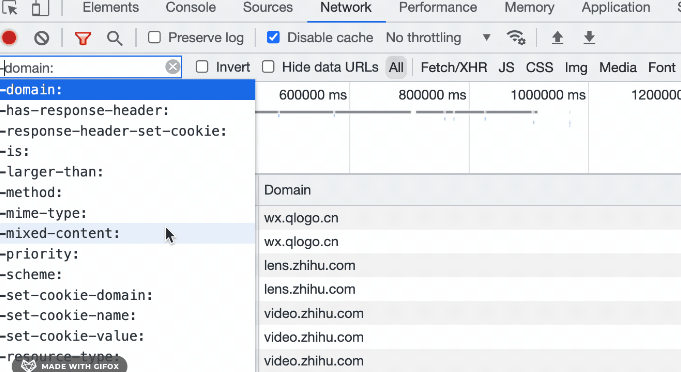 Elements Console Sources Network Performance Memory Application
Preserve log Disable cache No throttling
-domain: Invert Hide data URLs All Fetch/XHR JS CSS Img Media Font
600000 ms 800000 ms 1000000 ms 1200000
-domain:
-has-response-header:
-response-header-set-cookie:
-is:
-larger-than:
-method:
-mime-type:
-mixed-content:
-priority:
-scheme:
-set-cookie-domain:
-set-cookie-name:
-set-cookie-value:
-resource-type:
Domain
wx.qlogo.cn
wx.qlogo.cn
lens.zhihu.com
lens.zhihu.com
video.zhihu.com
video.zhihu.com
video.zhihu.com
MADE WITH GIFOX